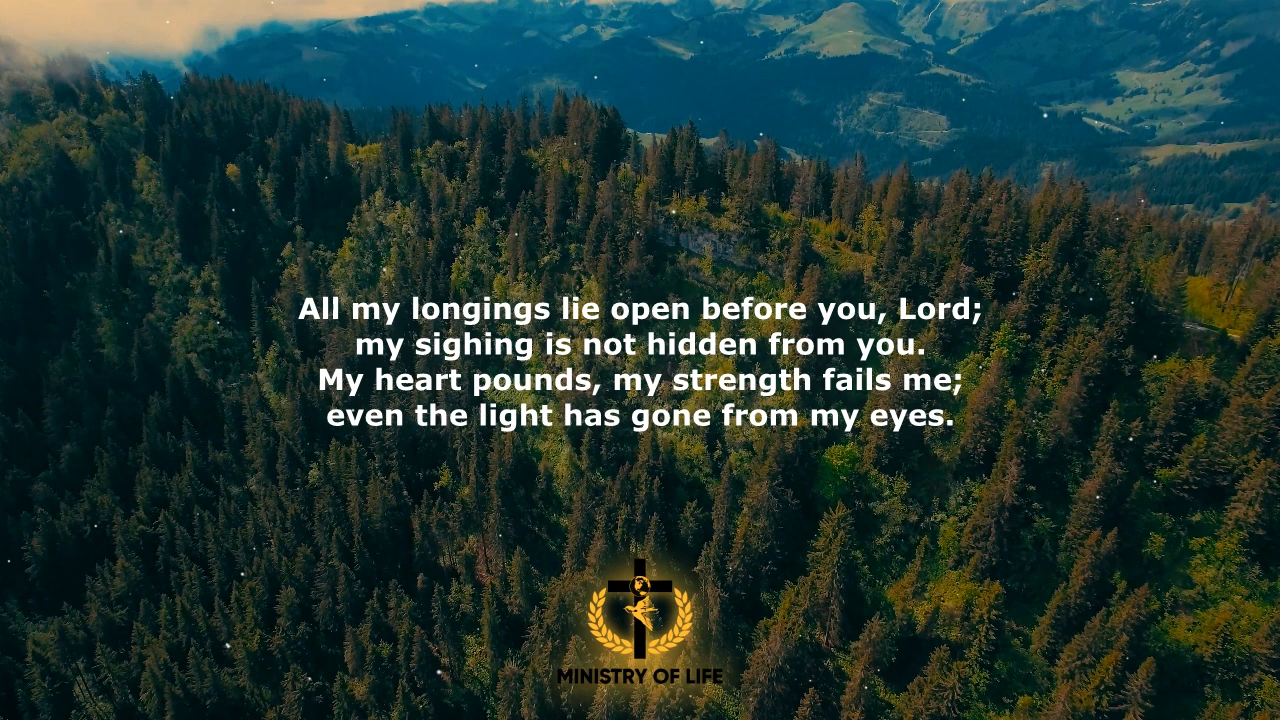 All my longings lie open before you, Lord;
my sighing is not hidden from you.
My heart pounds, my strength fails me;
even the light has gone from my eyes.
MINISTRY OF LIFE